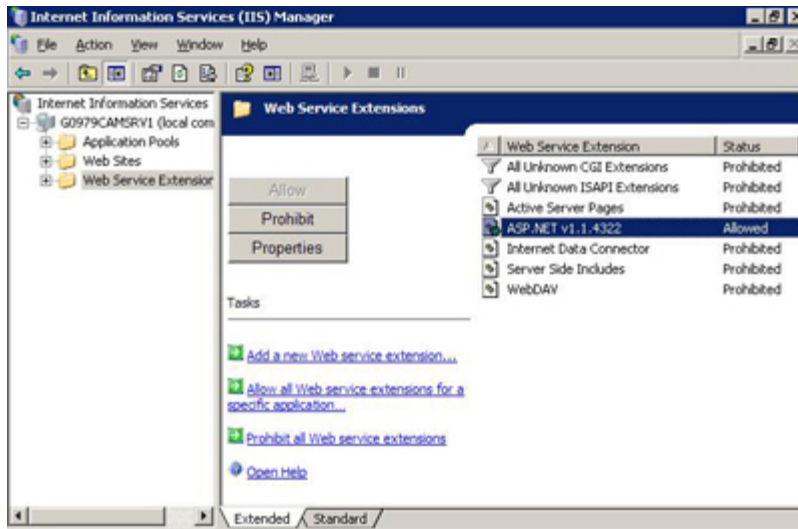 Internet Information Services (IIS) Manager
File Action View Window Help
Internet Information Services
G0979CAMSRV1 (local com
Application Pools
Web Sites
Web Service Extension
Web Service Extensions
Allow
Prohibit
Properties
Tasks
Add a new Web service extension...
Allow all Web service extensions for a
specific application...
Prohibit all Web service extensions
Open Help
Web Service Extension Status
All Unknown CGI Extensions Prohibited
All Unknown ISAPI Extensions Prohibited
Active Server Pages Prohibited
ASP.NET v1.1.4322 Allowed
Internet Data Connector Prohibited
Server Side Includes Prohibited
WebDAV Prohibited
Extended Standard